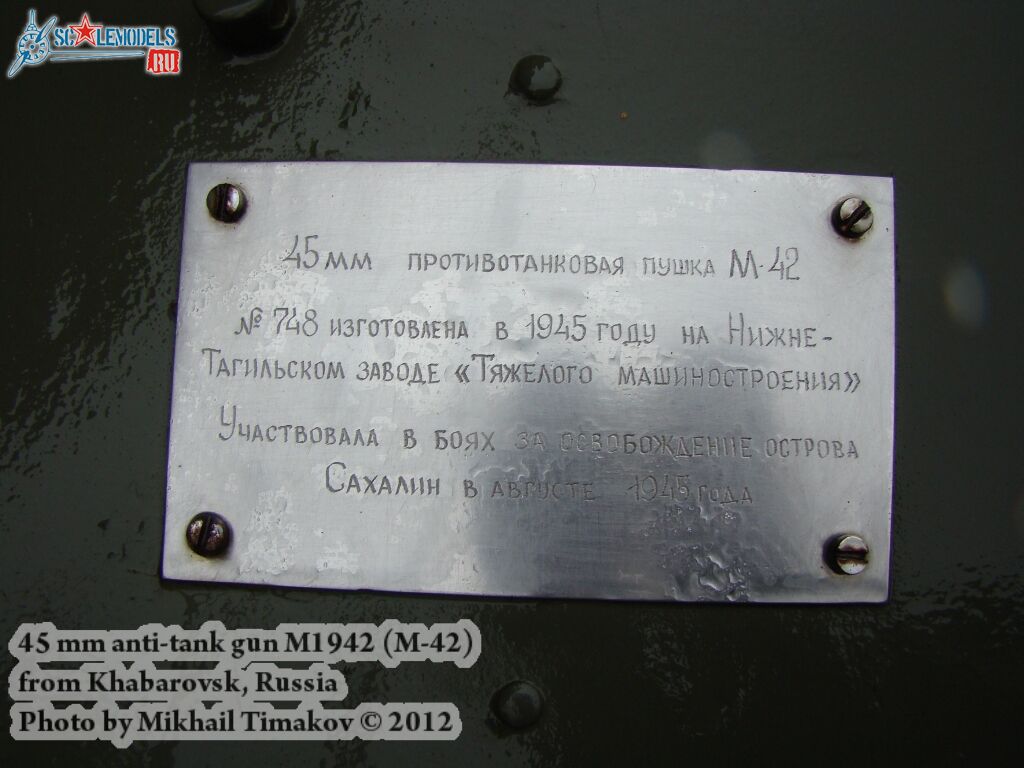 SCALEMODELS
RU
45 мм противотанковая пушка М-42
№ 748 изготовлена в 1945 году на Нижне-
Тагильском заводе «Тяжелого машиностроения»
Участвовала в боях за освобождение острова
Сахалин в августе 1945 года
45 mm anti-tank gun M1942 (M-42)
from Khabarovsk, Russia
Photo by Mikhail Timakov © 2012